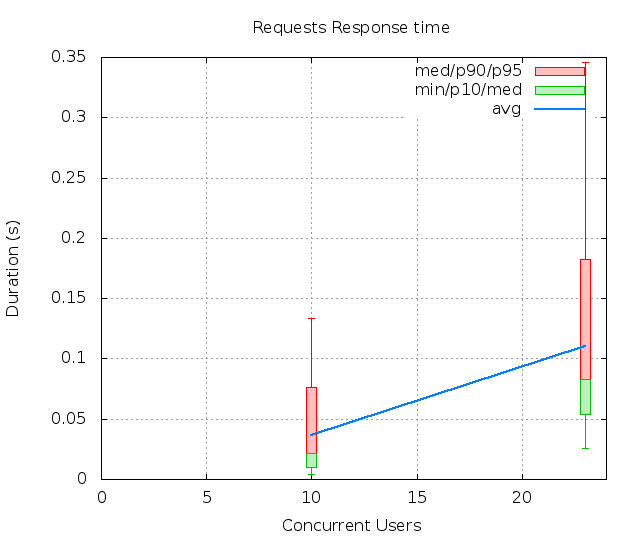 Requests Response time
0.35
0.3
0.25
0.2
0.15
0.1
0.05
0
Duration (s)
med/p90/p95
min/p10/med
avg
0 5 10 15 20
Concurrent Users